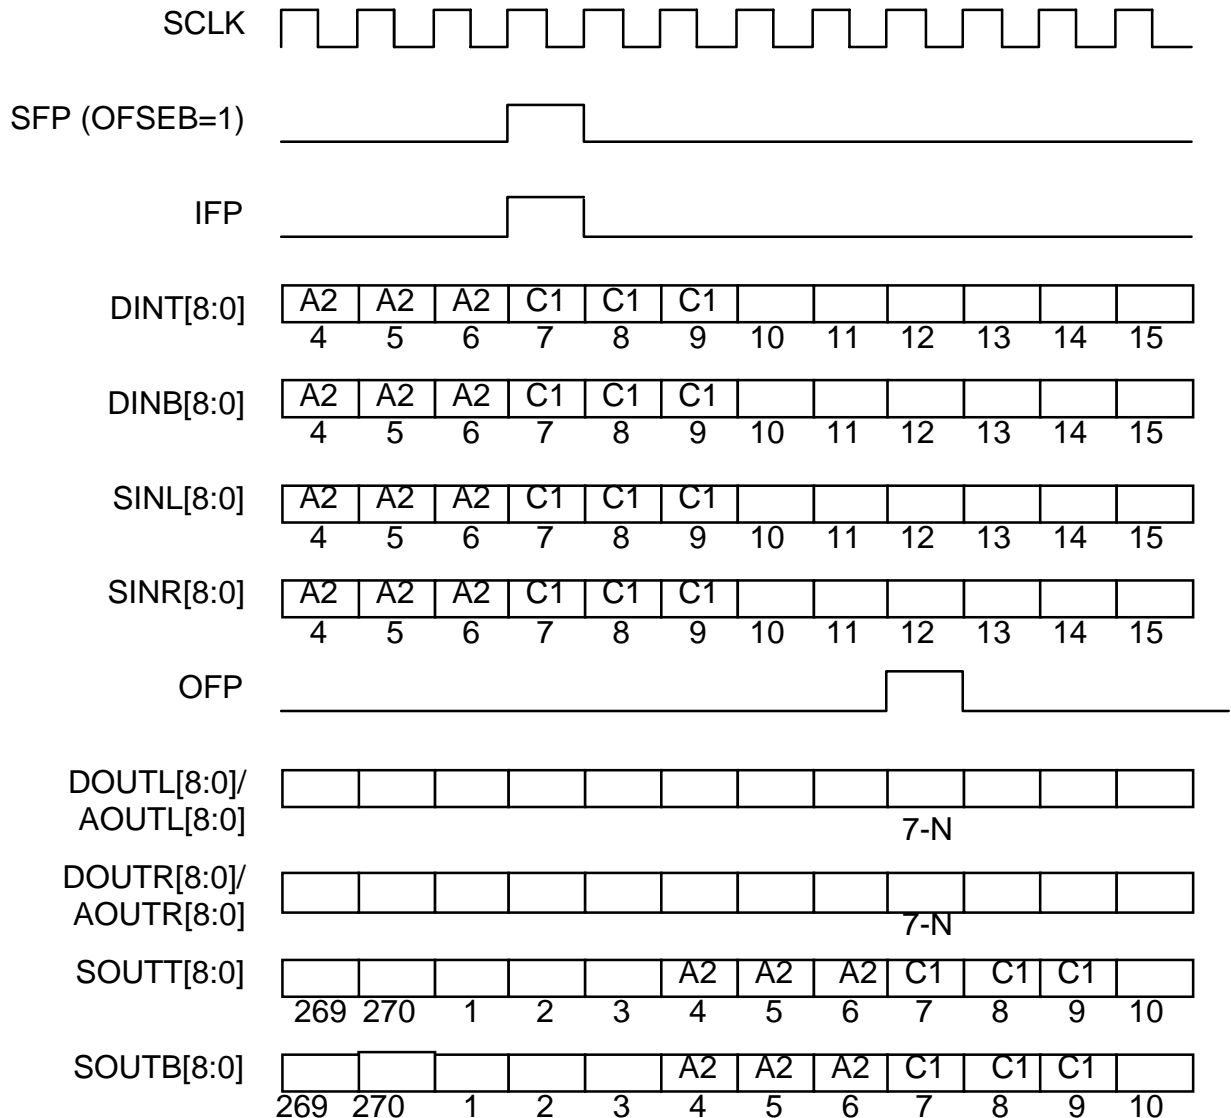 SCLK
SFP (OFSEB=1)
IFP
DINT[8:0] A2 A2 A2 C1 C1 C1
4 5 6 7 8 9 10 11 12 13 14 15
DINB[8:0] A2 A2 A2 C1 C1 C1
4 5 6 7 8 9 10 11 12 13 14 15
SINL[8:0] A2 A2 A2 C1 C1 C1
4 5 6 7 8 9 10 11 12 13 14 15
SINR[8:0] A2 A2 A2 C1 C1 C1
4 5 6 7 8 9 10 11 12 13 14 15
OFP
DOUTL[8:0]/
AOUTL[8:0] 7-N
DOUTR[8:0]/
AOUTR[8:0] 7-N
SOUTT[8:0] A2 A2 A2 C1 C1 C1
269 270 1 2 3 4 5 6 7 8 9 10
SOUTB[8:0] A2 A2 A2 C1 C1 C1
269 270 1 2 3 4 5 6 7 8 9 10